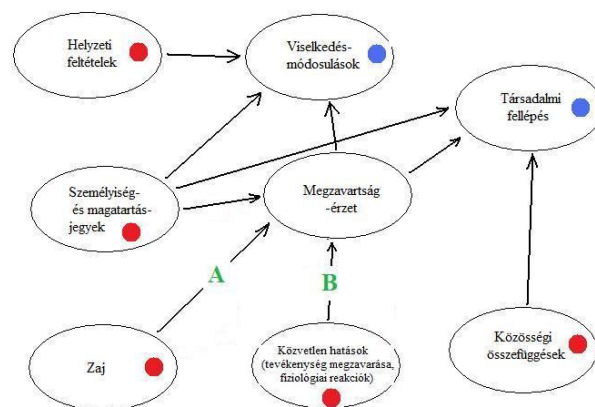 Helyzeti
feltételek
Viselkedés-
módosulások
Társadalmi
fellépés
Személyiség-
és magatartás-
jegyek
Megzavartság
-érzet
A
B
Zaj
Közvetlen hatások
(tevékenység megzavarása,
fiziológiai reakciók)
Közösségi
összefüggések